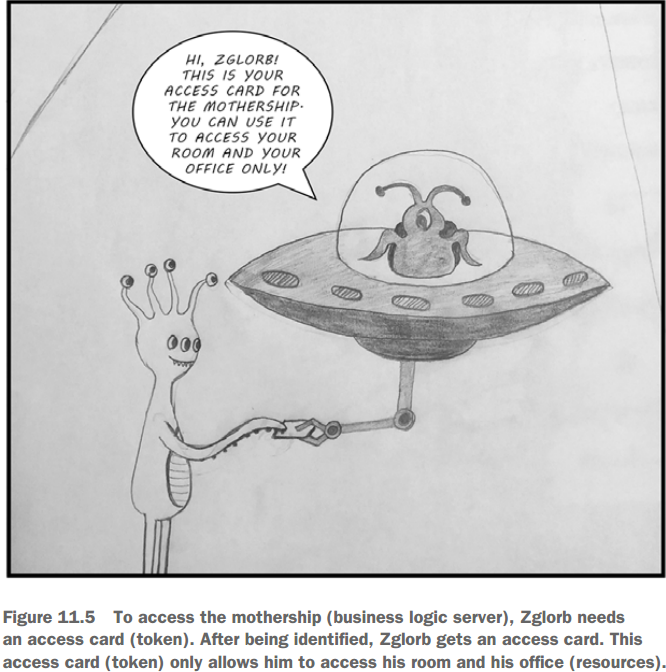 HI, ZGLORB!
THIS IS YOUR
ACCESS CARD FOR
THE MOTHERSHIP.
YOU CAN USE IT
TO ACCESS YOUR
ROOM AND YOUR
OFFICE ONLY!
Figure 11.5 To access the mothership (business logic server), Zglorb needs
an access card (token). After being identified, Zglorb gets an access card. This
access card (token) only allows him to access his room and his office (resources).